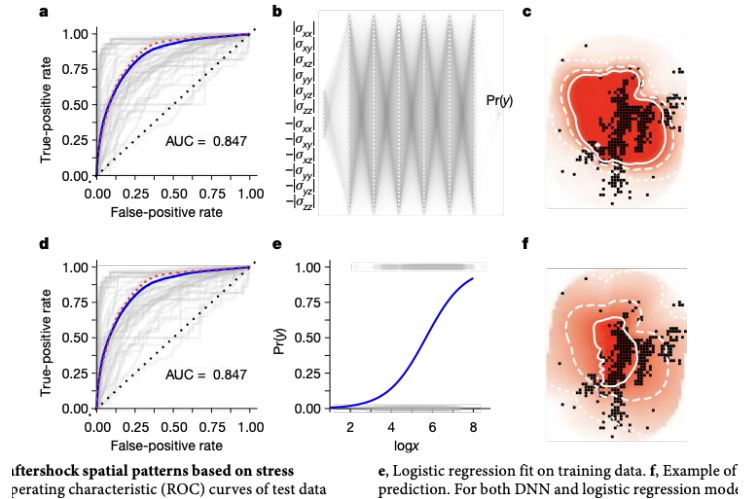 a
1.00
0.75
0.50
0.25
0.00
True-positive rate
AUC = 0.847
0.00 0.25 0.50 0.75 1.00
False-positive rate
b
|σxx|
|σxy|
|σxz|
|σyy|
|σyz|
|σzz|
−|σxx|
−|σxy|
−|σxz|
−|σyy|
−|σyz|
−|σzz|
Pr(y)
c
d
1.00
0.75
0.50
0.25
0.00
True-positive rate
AUC = 0.847
0.00 0.25 0.50 0.75 1.00
False-positive rate
e
1.00
0.75
0.50
0.25
0.00
Pr(y)
2 4 6 8
logx
f
aftershock spatial patterns based on stress
perating characteristic (ROC) curves of test data
e, Logistic regression fit on training data. f, Example of
prediction. For both DNN and logistic regression mode